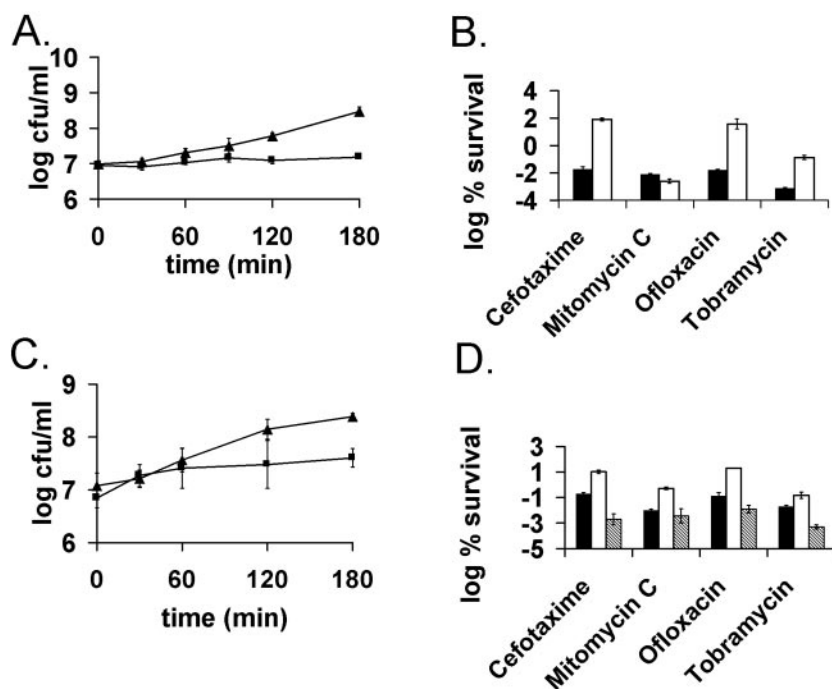 A.
log cfu/ml
10
9
8
7
6
0 60 120 180
time (min)
B.
log % survival
4
2
0
-2
-4
Cefotaxime
Mitomycin C
Ofloxacin
Tobramycin
C.
log cfu/ml
9
8
7
6
0 60 120 180
time (min)
D.
log % survival
3
1
-1
-3
-5
Cefotaxime
Mitomycin C
Ofloxacin
Tobramycin